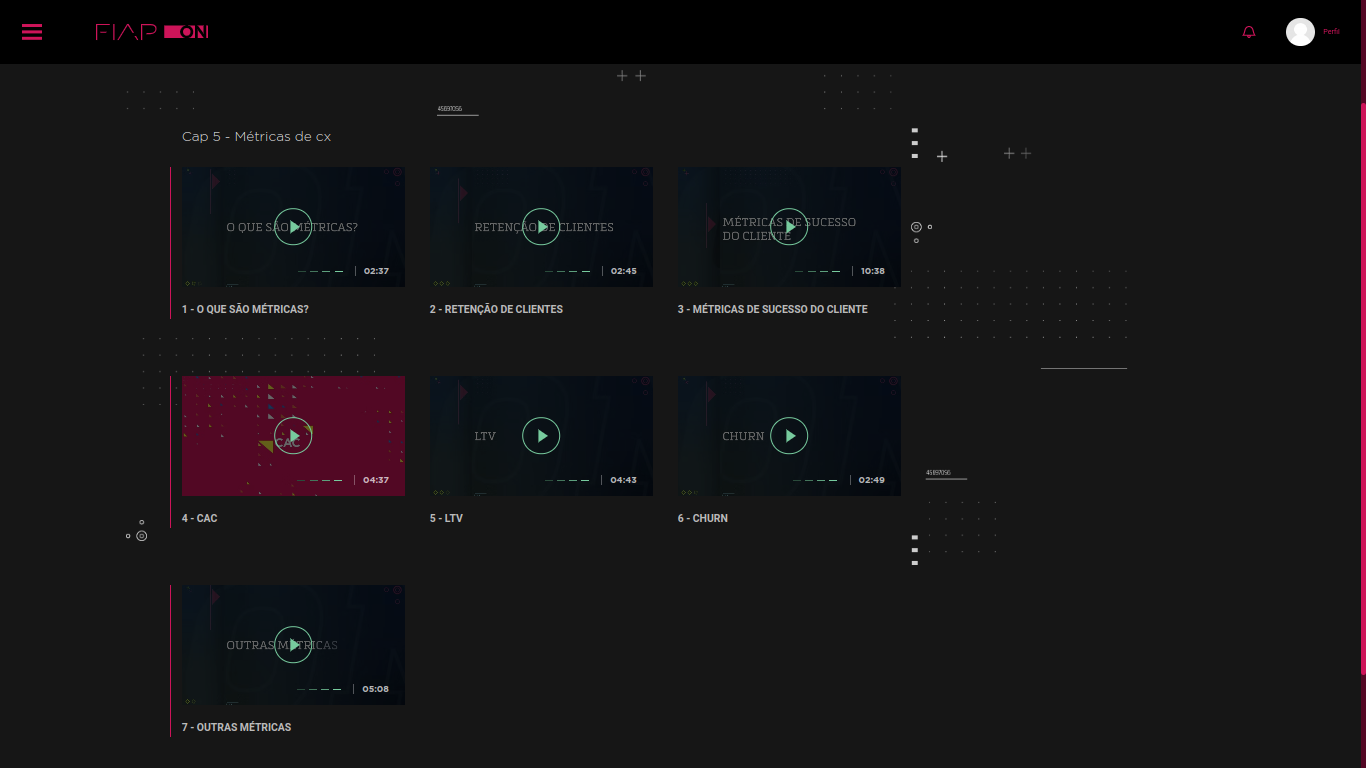 FIAP ON
Perfil
45697056
Cap 5 - Métricas de cx
O QUE SÃO MÉTRICAS?
02:37
RETENÇÃO DE CLIENTES
02:45
MÉTRICAS DE SUCESSO
DO CLIENTE
10:38
1 - O QUE SÃO MÉTRICAS?
2 - RETENÇÃO DE CLIENTES
3 - MÉTRICAS DE SUCESSO DO CLIENTE
CAC
04:37
LTV
04:43
CHURN
02:49
45697056
4 - CAC
5 - LTV
6 - CHURN
OUTRAS MÉTRICAS
05:08
7 - OUTRAS MÉTRICAS